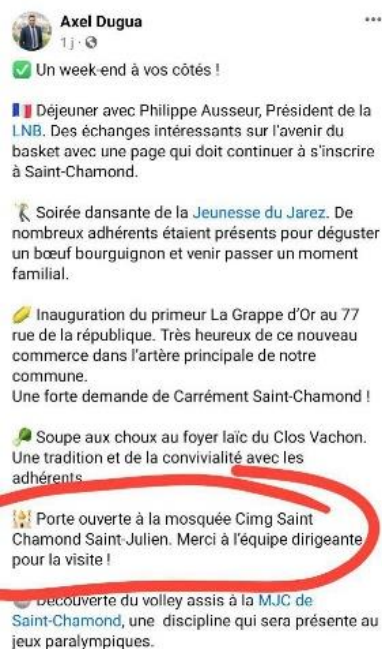 Axel Dugua
1 j ·
Un week-end à vos côtés !
Déjeuner avec Philippe Ausseur, Président de la
LNB. Des échanges intéressants sur l'avenir du
basket avec une page qui doit continuer à s'inscrire
à Saint-Chamond.
Soirée dansante de la Jeunesse du Jarez. De
nombreux adhérents étaient présents pour déguster
un bœuf bourguignon et venir passer un moment
familial.
Inauguration du primeur La Grappe d'Or au 77
rue de la république. Très heureux de ce nouveau
commerce dans l'artère principale de notre
commune.
Une forte demande de Carrément Saint-Chamond !
Soupe aux choux au foyer laïc du Clos Vachon.
Une tradition et de la convivialité avec les
adhérents
Porte ouverte à la mosquée Cimg Saint
Chamond Saint-Julien. Merci à l'équipe dirigeante
pour la visite !
Découverte du volley assis à la MJC de
Saint-Chamond, une discipline qui sera présente au
jeux paralympiques.